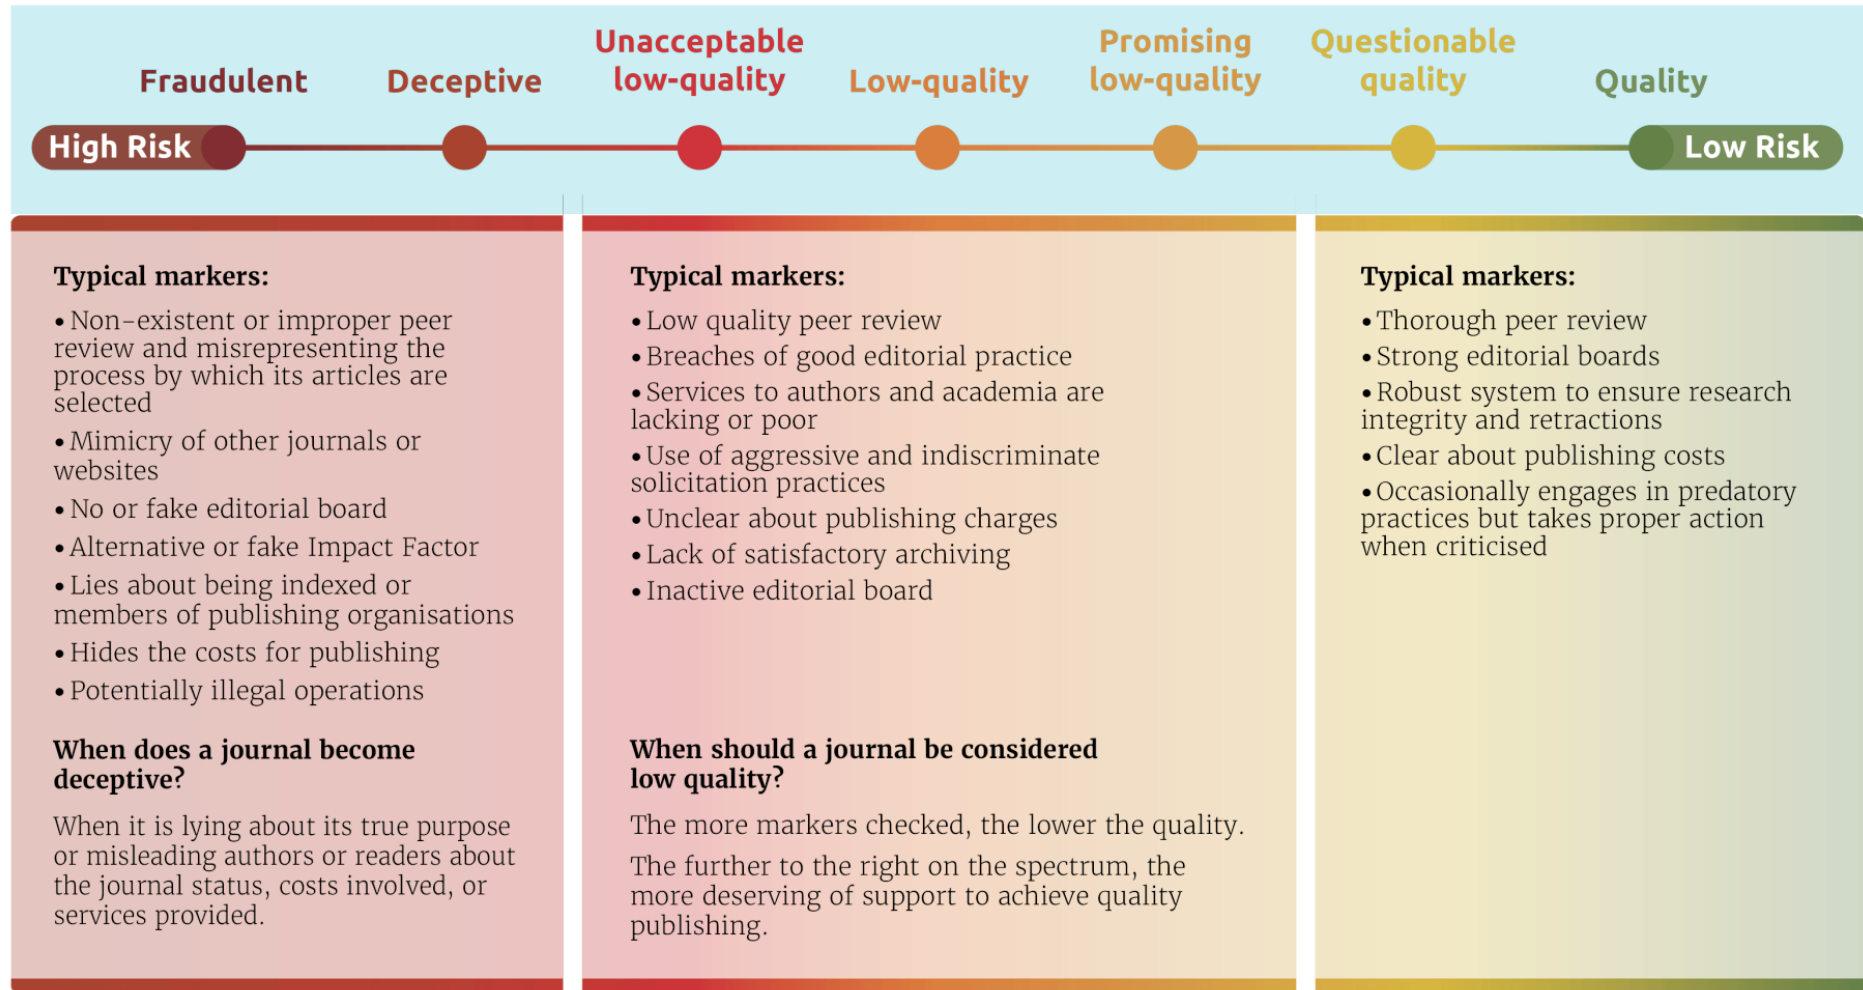 Fraudulent
Deceptive
Unacceptable
low-quality
Low-quality
Promising
low-quality
Questionable
quality
Quality
High Risk
Low Risk
Typical markers:
• Non-existent or improper peer
review and misrepresenting the
process by which its articles are
selected
• Mimicry of other journals or
websites
• No or fake editorial board
• Alternative or fake Impact Factor
• Lies about being indexed or
members of publishing organisations
• Hides the costs for publishing
• Potentially illegal operations
When does a journal become
deceptive?
When it is lying about its true purpose
or misleading authors or readers about
the journal status, costs involved, or
services provided.
Typical markers:
• Low quality peer review
• Breaches of good editorial practice
• Services to authors and academia are
lacking or poor
• Use of aggressive and indiscriminate
solicitation practices
• Unclear about publishing charges
• Lack of satisfactory archiving
• Inactive editorial board
When should a journal be considered
low quality?
The more markers checked, the lower the quality.
The further to the right on the spectrum, the
more deserving of support to achieve quality
publishing.
Typical markers:
• Thorough peer review
• Strong editorial boards
• Robust system to ensure research
integrity and retractions
• Clear about publishing costs
• Occasionally engages in predatory
practices but takes proper action
when criticised